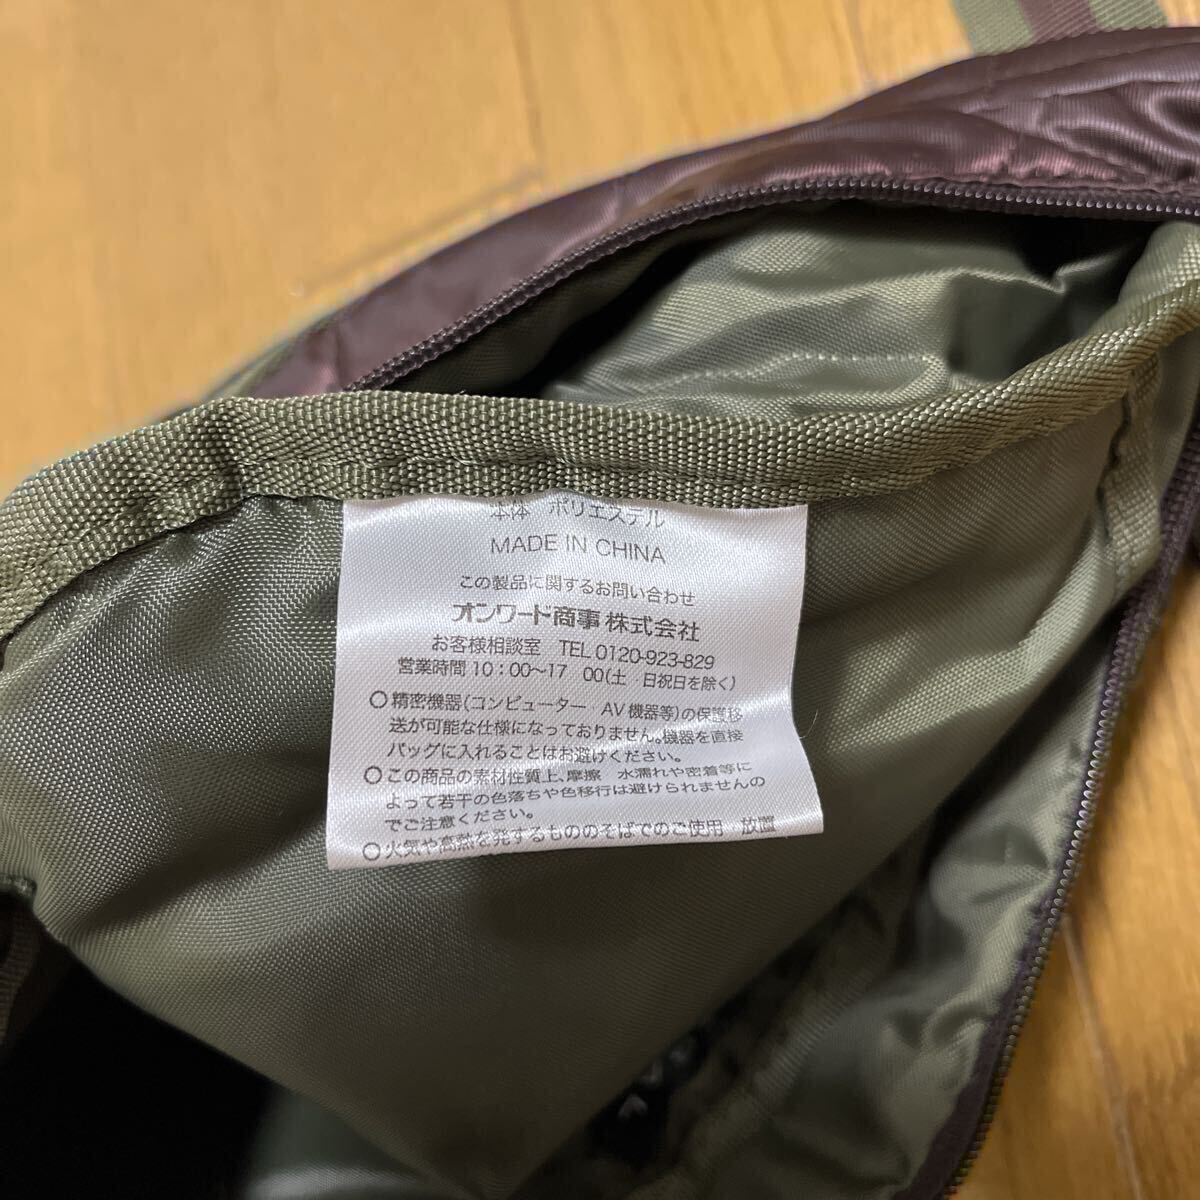 本体　ポリエステル
MADE IN CHINA
この製品に関するお問い合わせ
オンワード商事株式会社
お客様相談室　TEL 0120-923-829
営業時間 10：00〜17　00(土　日祝日を除く)
○精密機器(コンピューター　AV機器等)の保護移
送が可能な仕様になっておりません。機器を直接
バッグに入れることはお避けください。
○この商品の素材性質上、摩擦　水濡れや密着等に
よって若干の色落ちや色移行は避けられませんの
でご注意ください。
○火気や高熱を発するもののそばでのご使用　放置